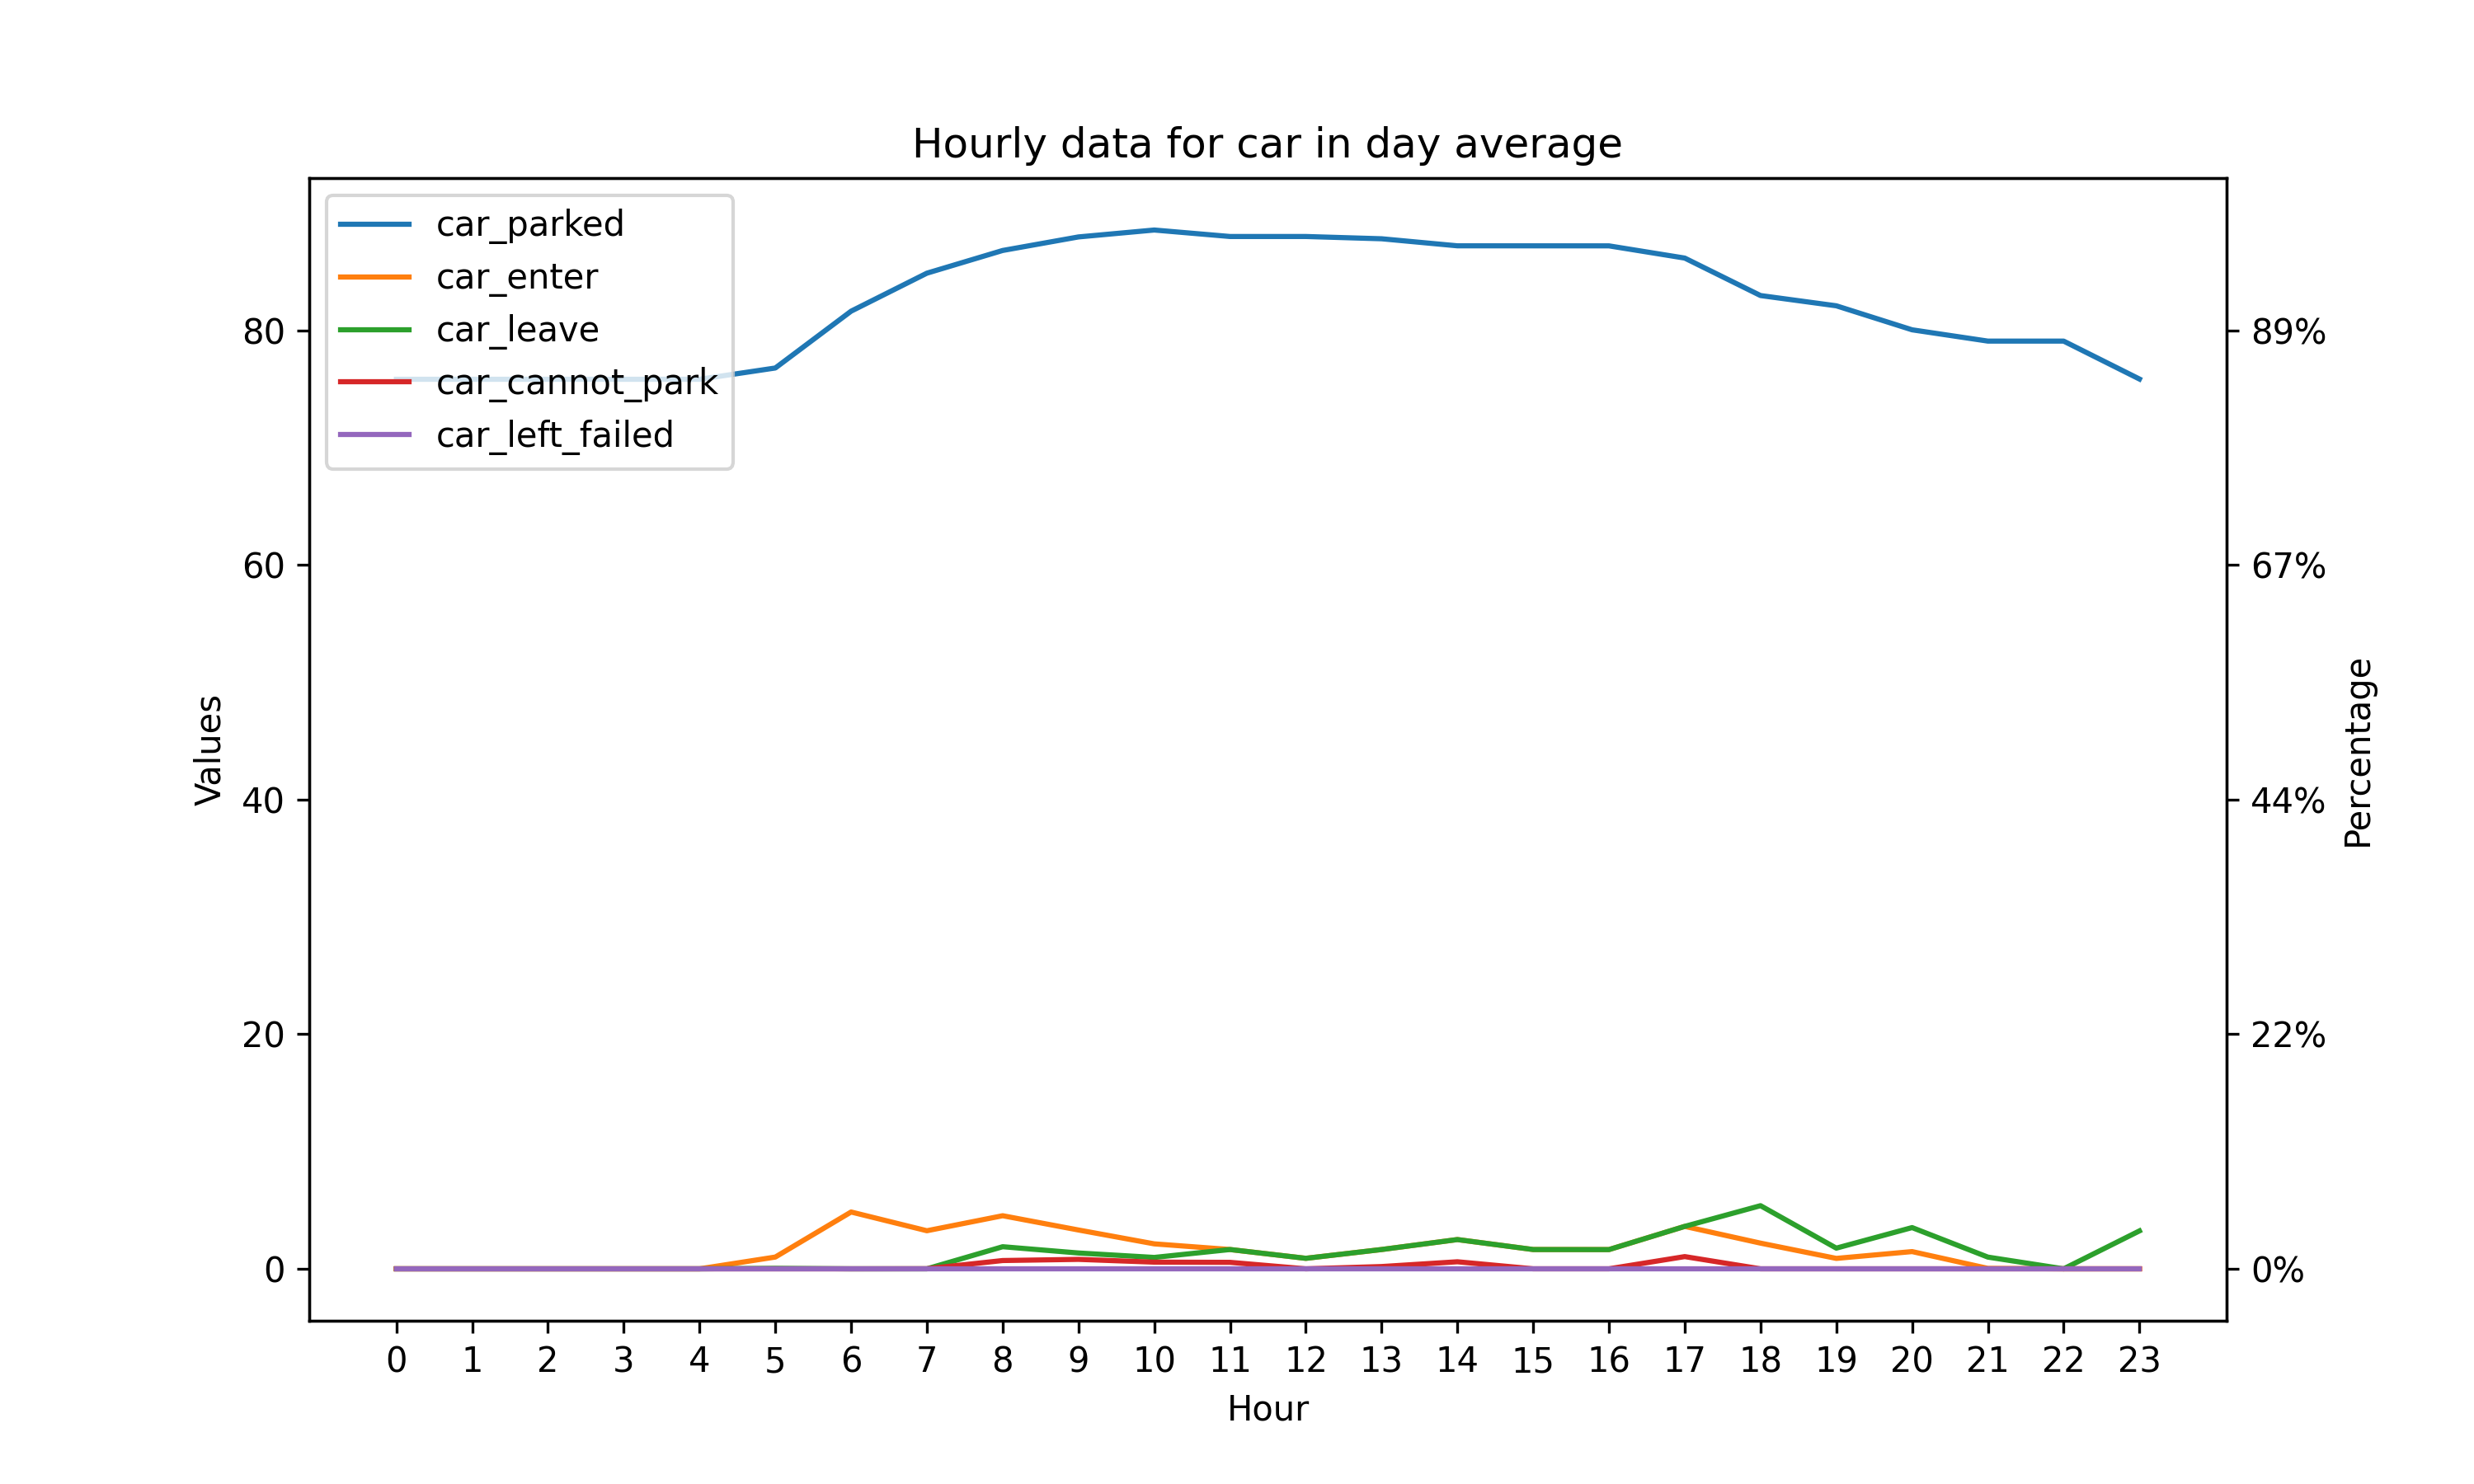 Hourly data for car in day average
car_parked
car_enter
car_leave
car_cannot_park
car_left_failed
80
60
40
20
0
Values
89%
67%
44%
22%
0%
Percentage
0 1 2 3 4 5 6 7 8 9 10 11 12 13 14 15 16 17 18 19 20 21 22 23
Hour